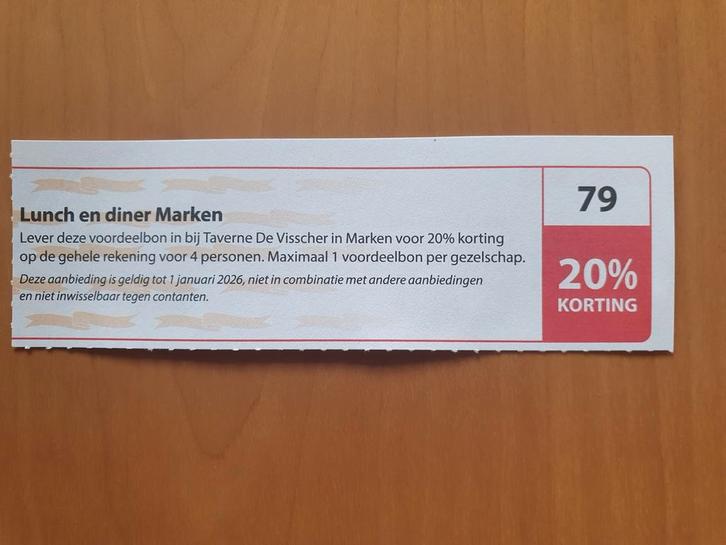 Lunch en diner Marken
Lever deze voordeelbon in bij Taverne De Visscher in Marken voor 20% korting
op de gehele rekening voor 4 personen. Maximaal 1 voordeelbon per gezelschap.
Deze aanbieding is geldig tot 1 januari 2026, niet in combinatie met andere aanbiedingen
en niet inwisselbaar tegen contanten.
79
20%
KORTING